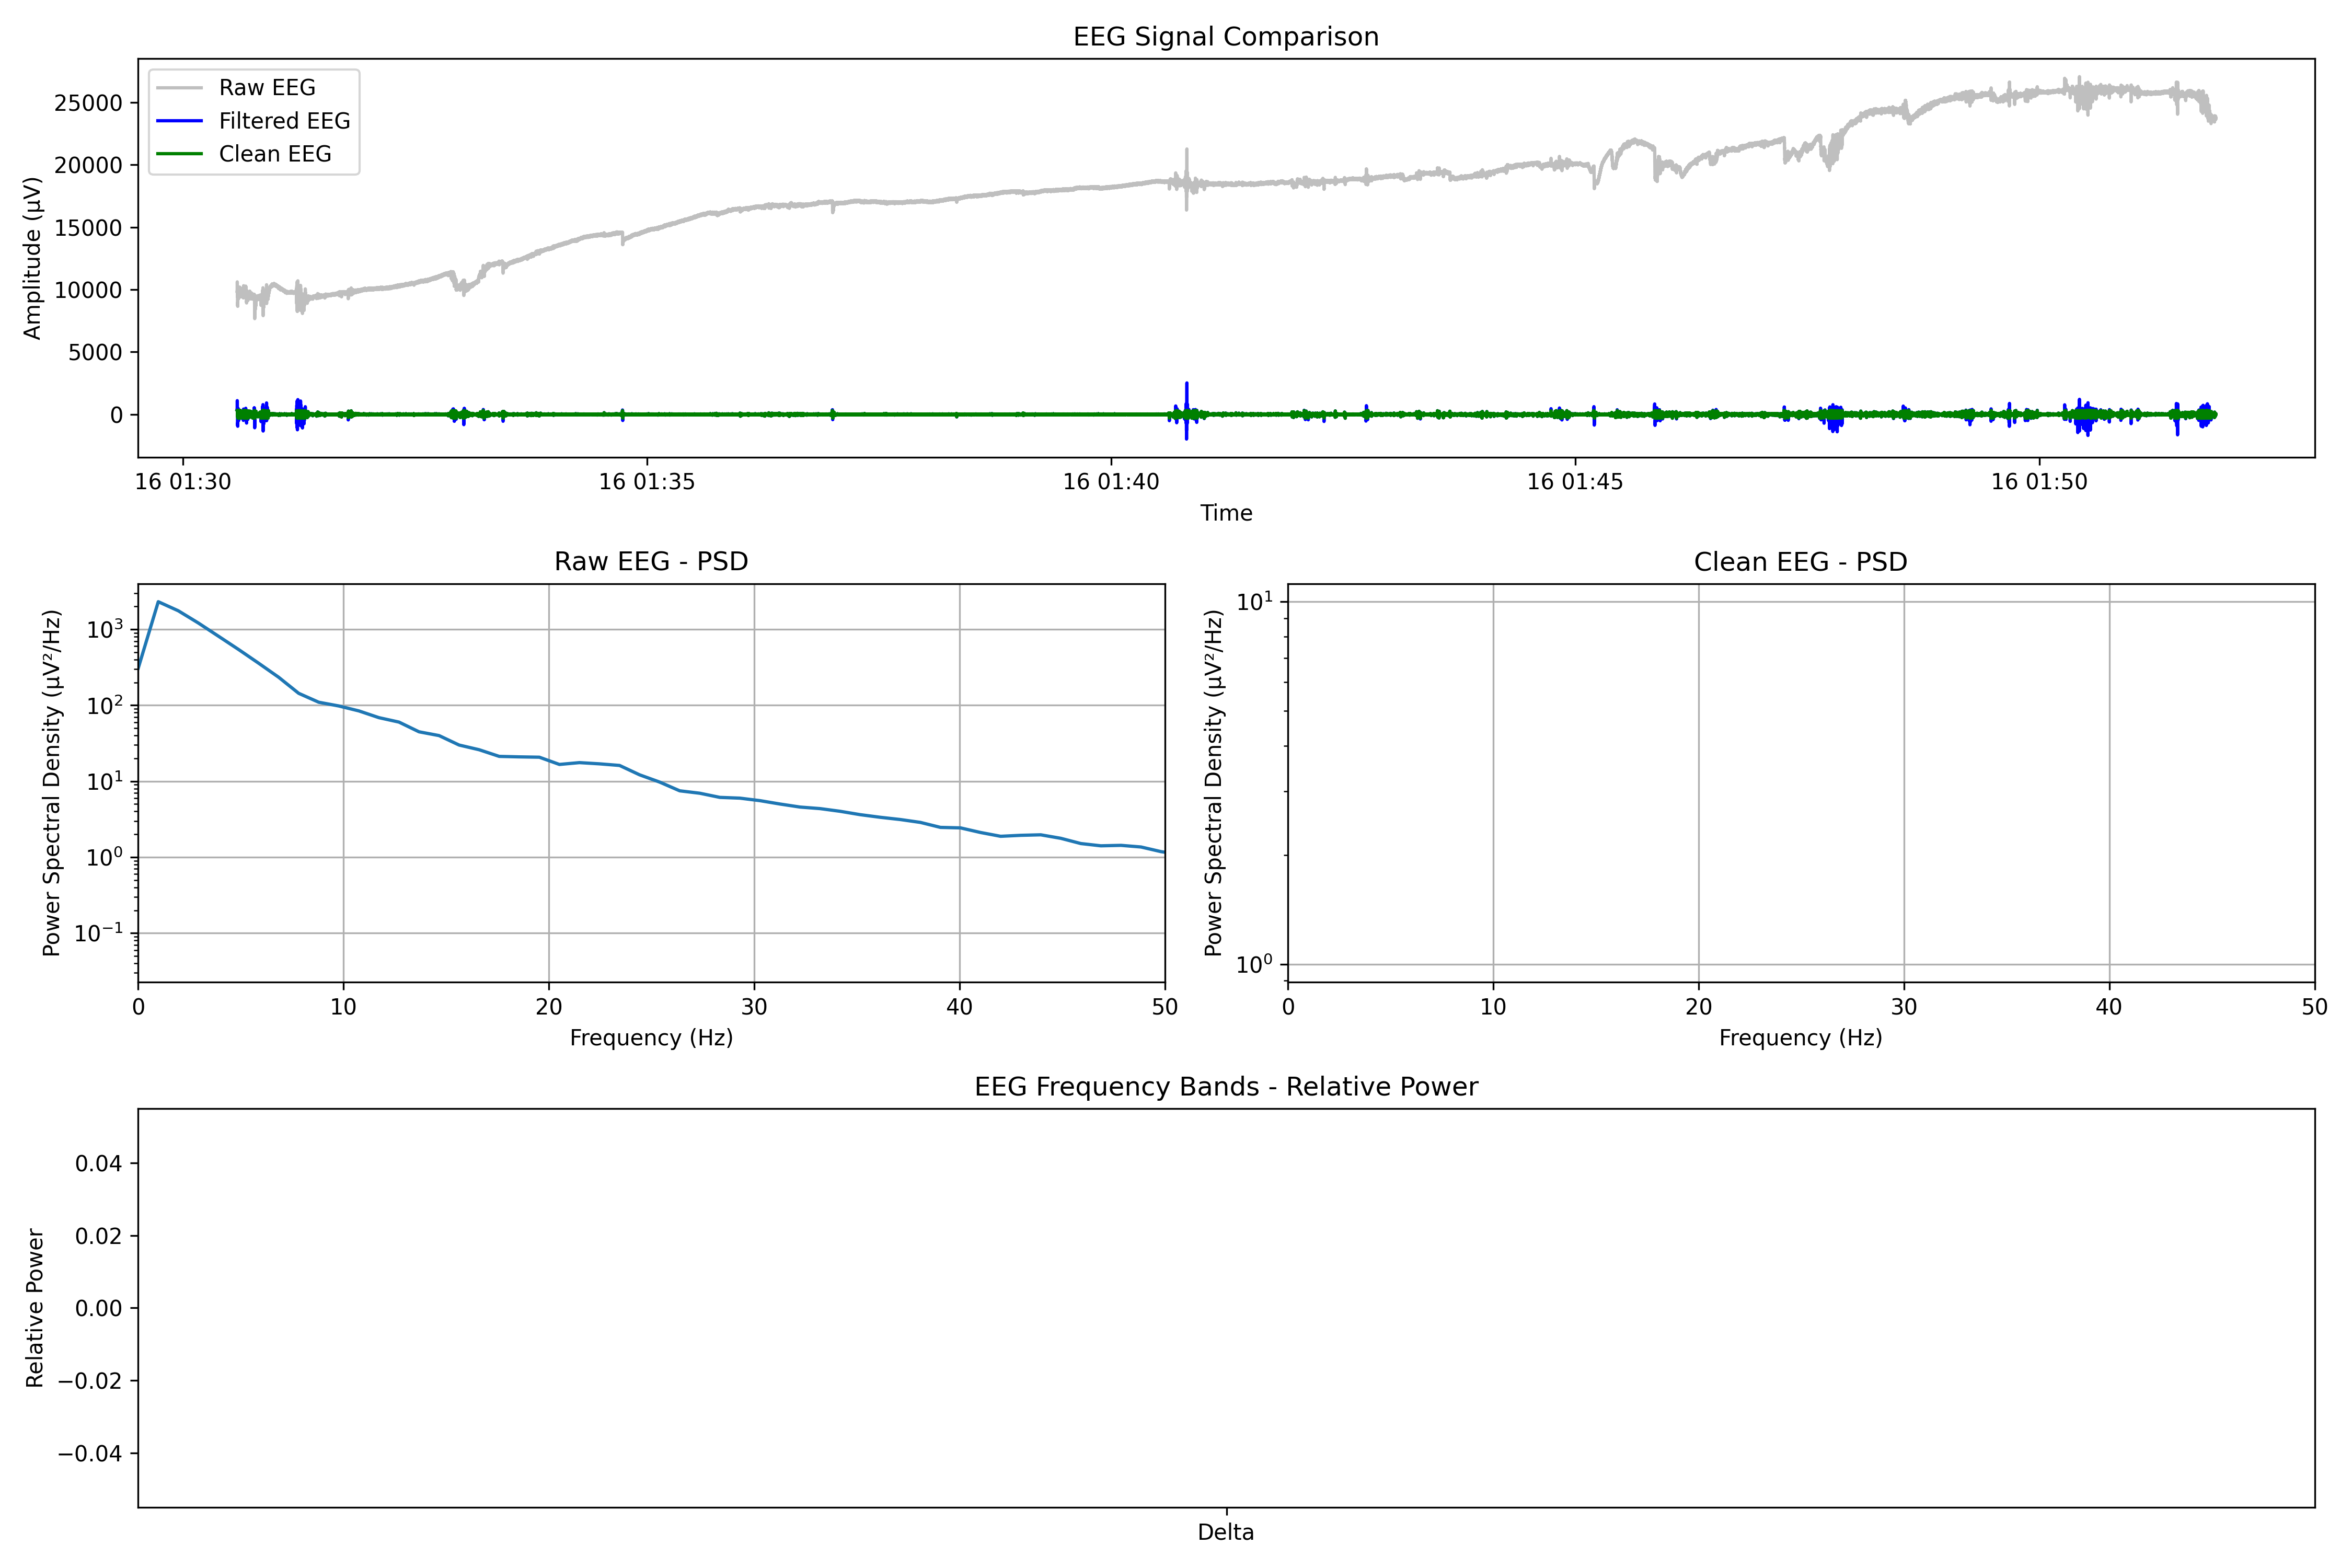 EEG Signal Comparison
Raw EEG
Filtered EEG
Clean EEG
Amplitude (µV)
25000
20000
15000
10000
5000
0
16 01:30 16 01:35 16 01:40 16 01:45 16 01:50
Time
Raw EEG - PSD
Power Spectral Density (µV²/Hz)
10³
10²
10¹
10⁰
10⁻¹
0 10 20 30 40 50
Frequency (Hz)
Clean EEG - PSD
Power Spectral Density (µV²/Hz)
10¹
10⁰
0 10 20 30 40 50
Frequency (Hz)
EEG Frequency Bands - Relative Power
Relative Power
0.04
0.02
0.00
−0.02
−0.04
Delta